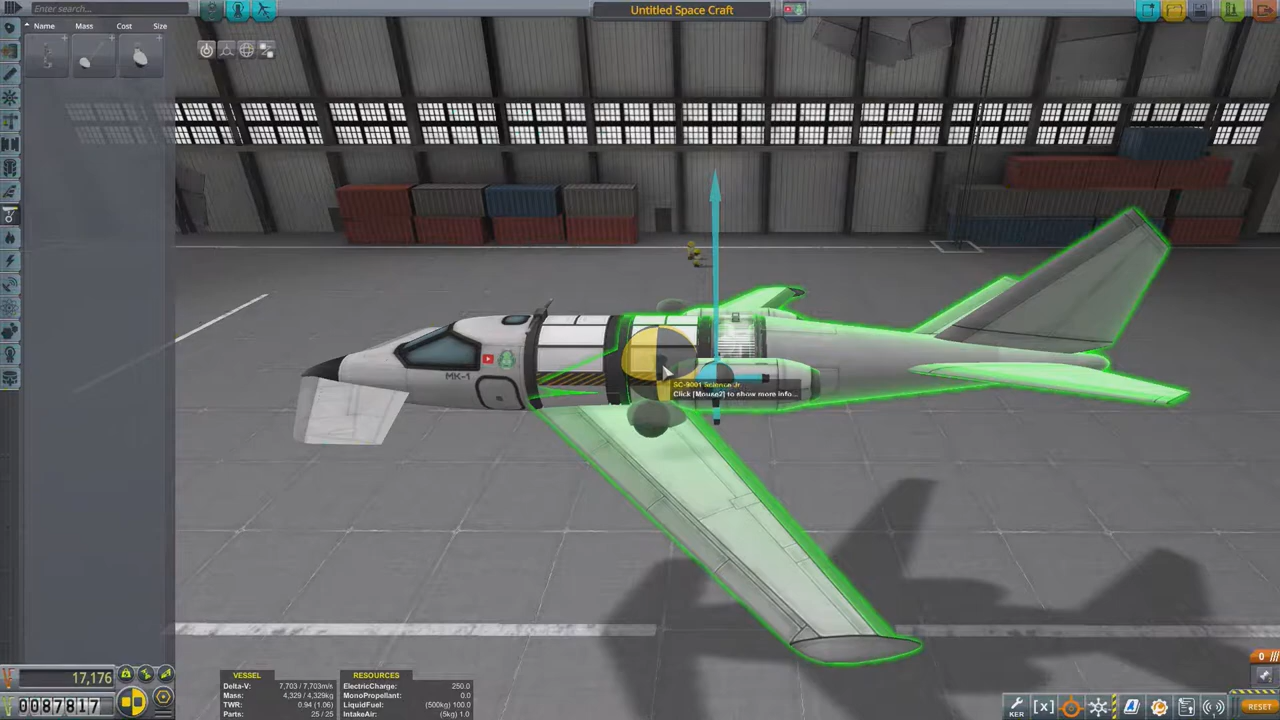 Enter search...
Untitled Space Craft
Name Mass Cost Size
MK-1
SC-9001 Science Jr.
Click [Mouse2] to show more info...
17,176
0087817
VESSEL
Delta-V: 7,703 / 7,703m/s
Mass: 4,329 / 4,329kg
TWR: 0.94 (1.06)
Parts: 25 / 25
RESOURCES
ElectricCharge: 250.0
MonoPropellant: 0.0
(500kg) LiquidFuel: 100.0
IntakeAir: (5kg) 1.0
0
KER
[x]
RESET